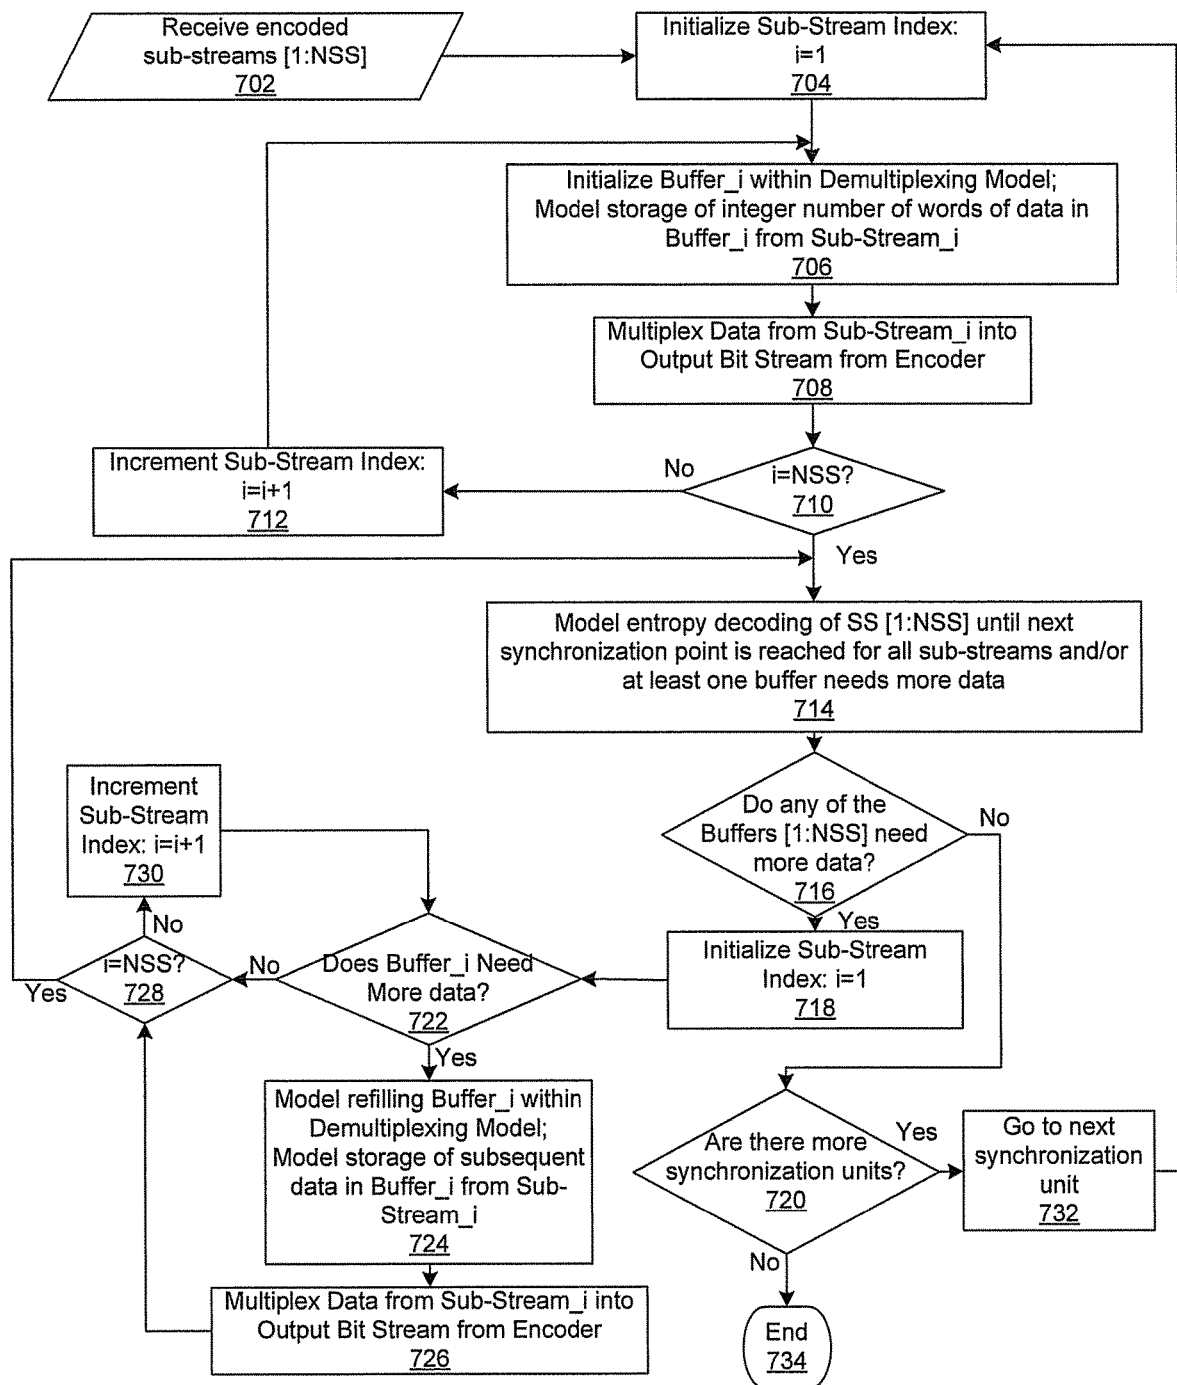 Receive encoded
sub-streams [1:NSS]
702
Initialize Sub-Stream Index:
i=1
704
Initialize Buffer_i within Demultiplexing Model;
Model storage of integer number of words of data in
Buffer_i from Sub-Stream_i
706
Multiplex Data from Sub-Stream_i into
Output Bit Stream from Encoder
708
i=NSS?
710
No
Yes
Increment Sub-Stream Index:
i=i+1
712
Model entropy decoding of SS [1:NSS] until next
synchronization point is reached for all sub-streams and/or
at least one buffer needs more data
714
Do any of the
Buffers [1:NSS] need
more data?
716
No
Yes
Initialize Sub-Stream
Index: i=1
718
Does Buffer_i Need
More data?
722
No
Yes
i=NSS?
728
No
Yes
Increment
Sub-Stream
Index: i=i+1
730
Model refilling Buffer_i within
Demultiplexing Model;
Model storage of subsequent
data in Buffer_i from Sub-
Stream_i
724
Multiplex Data from Sub-Stream_i into
Output Bit Stream from Encoder
726
Are there more
synchronization units?
720
Yes
No
Go to next
synchronization
unit
732
End
734